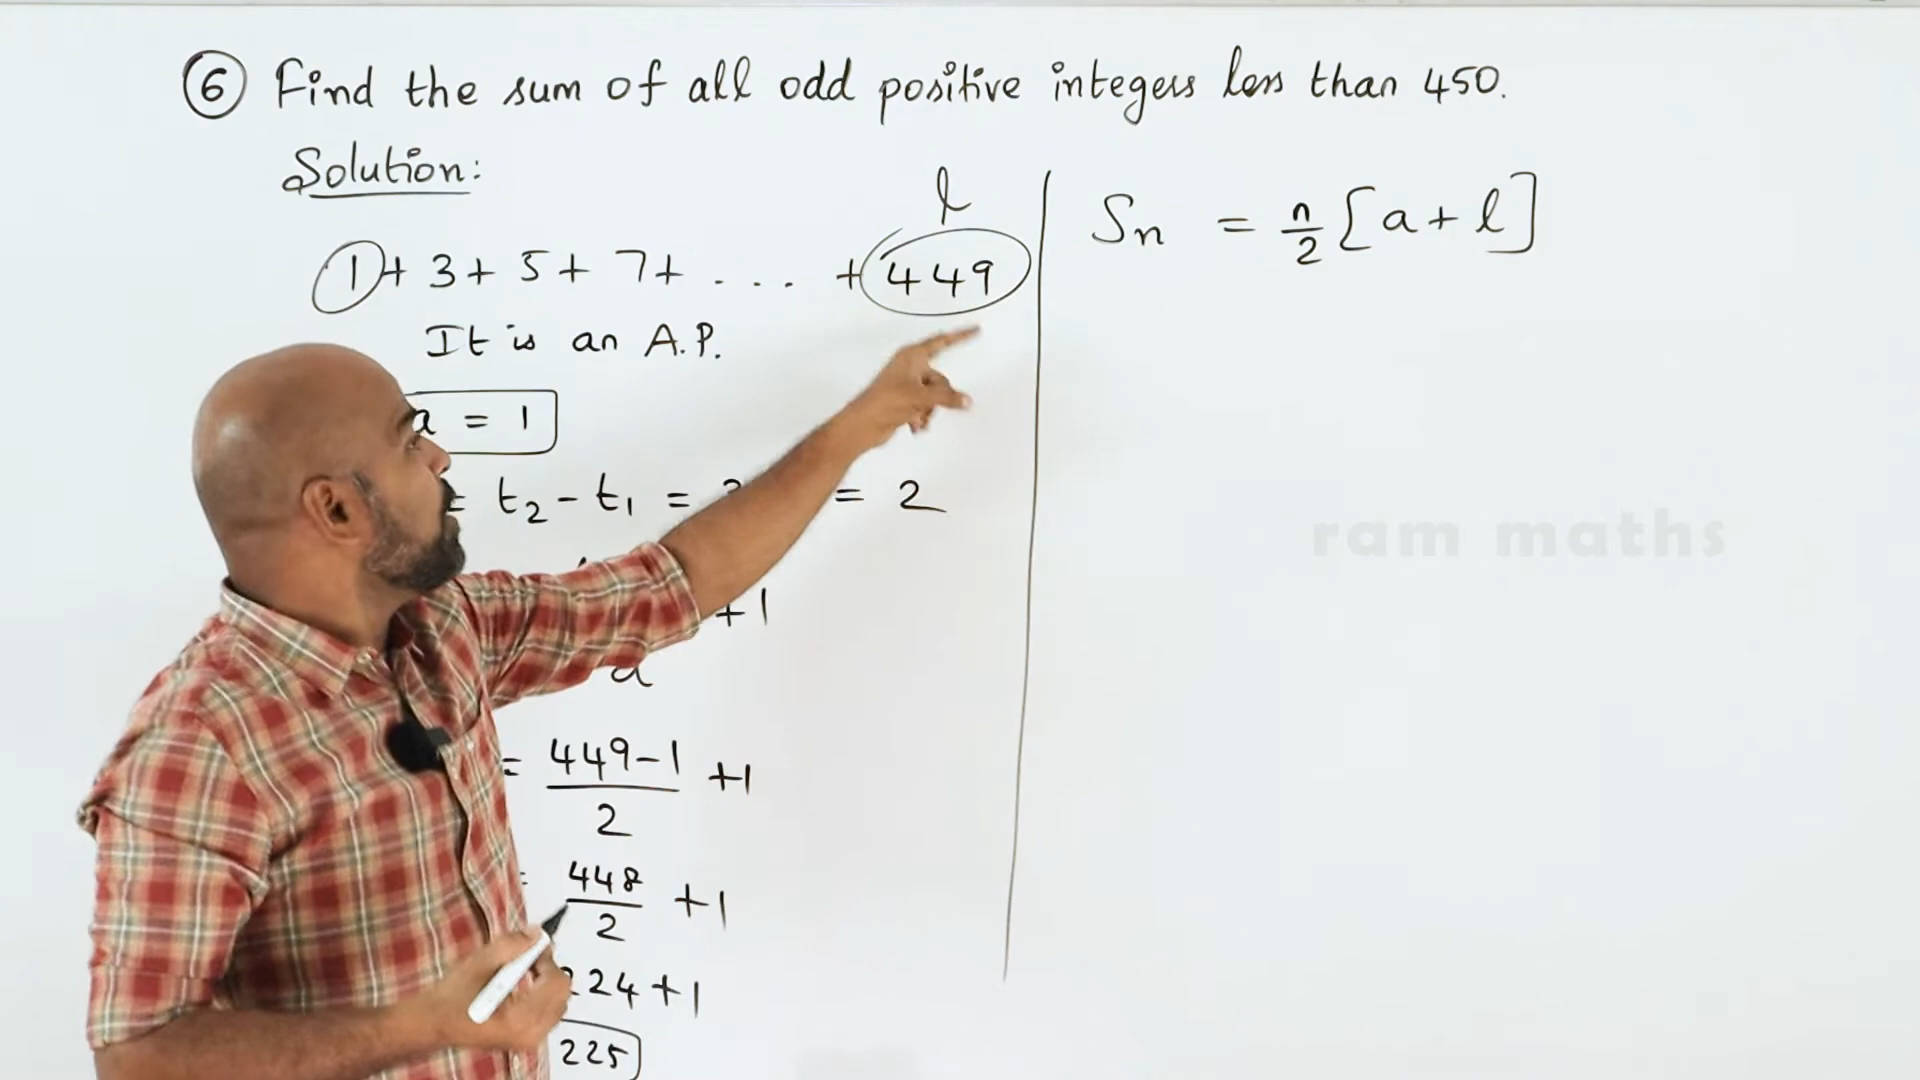 6 Find the sum of all odd positive integers less than 450.
Solution:
l
1 + 3 + 5 + 7 + . . . . + 449
It is an A.P.
a = 1
= t₂ - t₁ = = 2
+1
d
= 449-1/2 +1
= 448/2 +1
224+1
225
Sn = n/2 [a + l]
ram maths